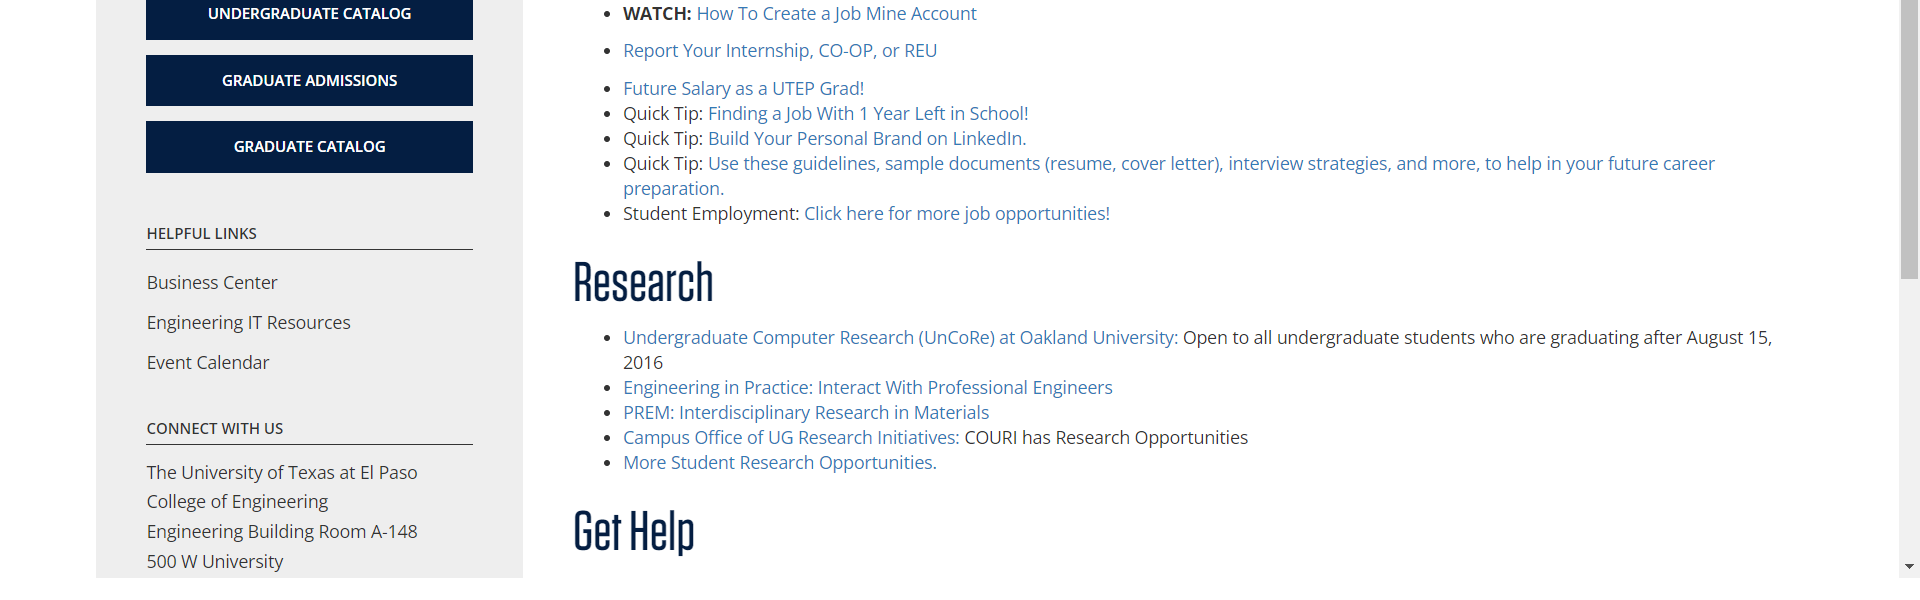 UNDERGRADUATE CATALOG
GRADUATE ADMISSIONS
GRADUATE CATALOG
HELPFUL LINKS
Business Center
Engineering IT Resources
Event Calendar
CONNECT WITH US
The University of Texas at El Paso
College of Engineering
Engineering Building Room A-148
500 W University
WATCH: How To Create a Job Mine Account
Report Your Internship, CO-OP, or REU
Future Salary as a UTEP Grad!
Quick Tip: Finding a Job With 1 Year Left in School!
Quick Tip: Build Your Personal Brand on LinkedIn.
Quick Tip: Use these guidelines, sample documents (resume, cover letter), interview strategies, and more, to help in your future career
preparation.
Student Employment: Click here for more job opportunities!
Research
Undergraduate Computer Research (UnCoRe) at Oakland University: Open to all undergraduate students who are graduating after August 15,
2016
Engineering in Practice: Interact With Professional Engineers
PREM: Interdisciplinary Research in Materials
Campus Office of UG Research Initiatives: COURI has Research Opportunities
More Student Research Opportunities.
Get Help